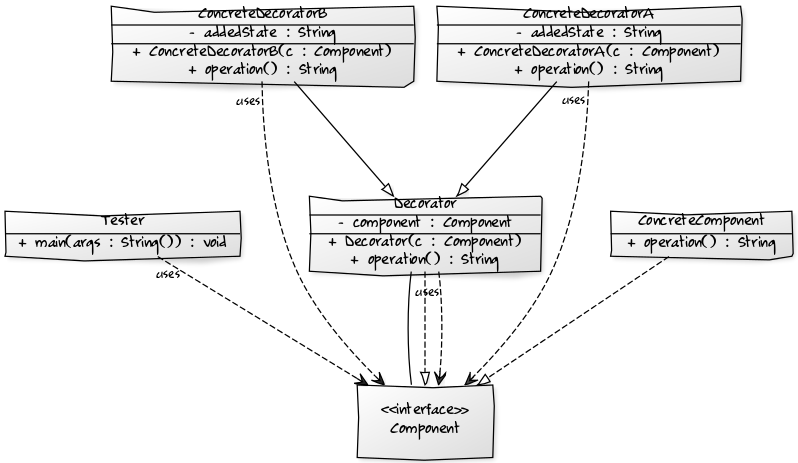 ConcreteDecoratorB
- addedState : String
+ ConcreteDecoratorB(c : Component)
+ operation() : String
ConcreteDecoratorA
- addedState : String
+ ConcreteDecoratorA(c : Component)
+ operation() : String
uses
uses
Tester
+ main(args : String()) : void
Decorator
- component : Component
+ Decorator(c : Component)
+ operation() : String
ConcreteComponent
+ operation() : String
uses
uses
<<interface>>
Component